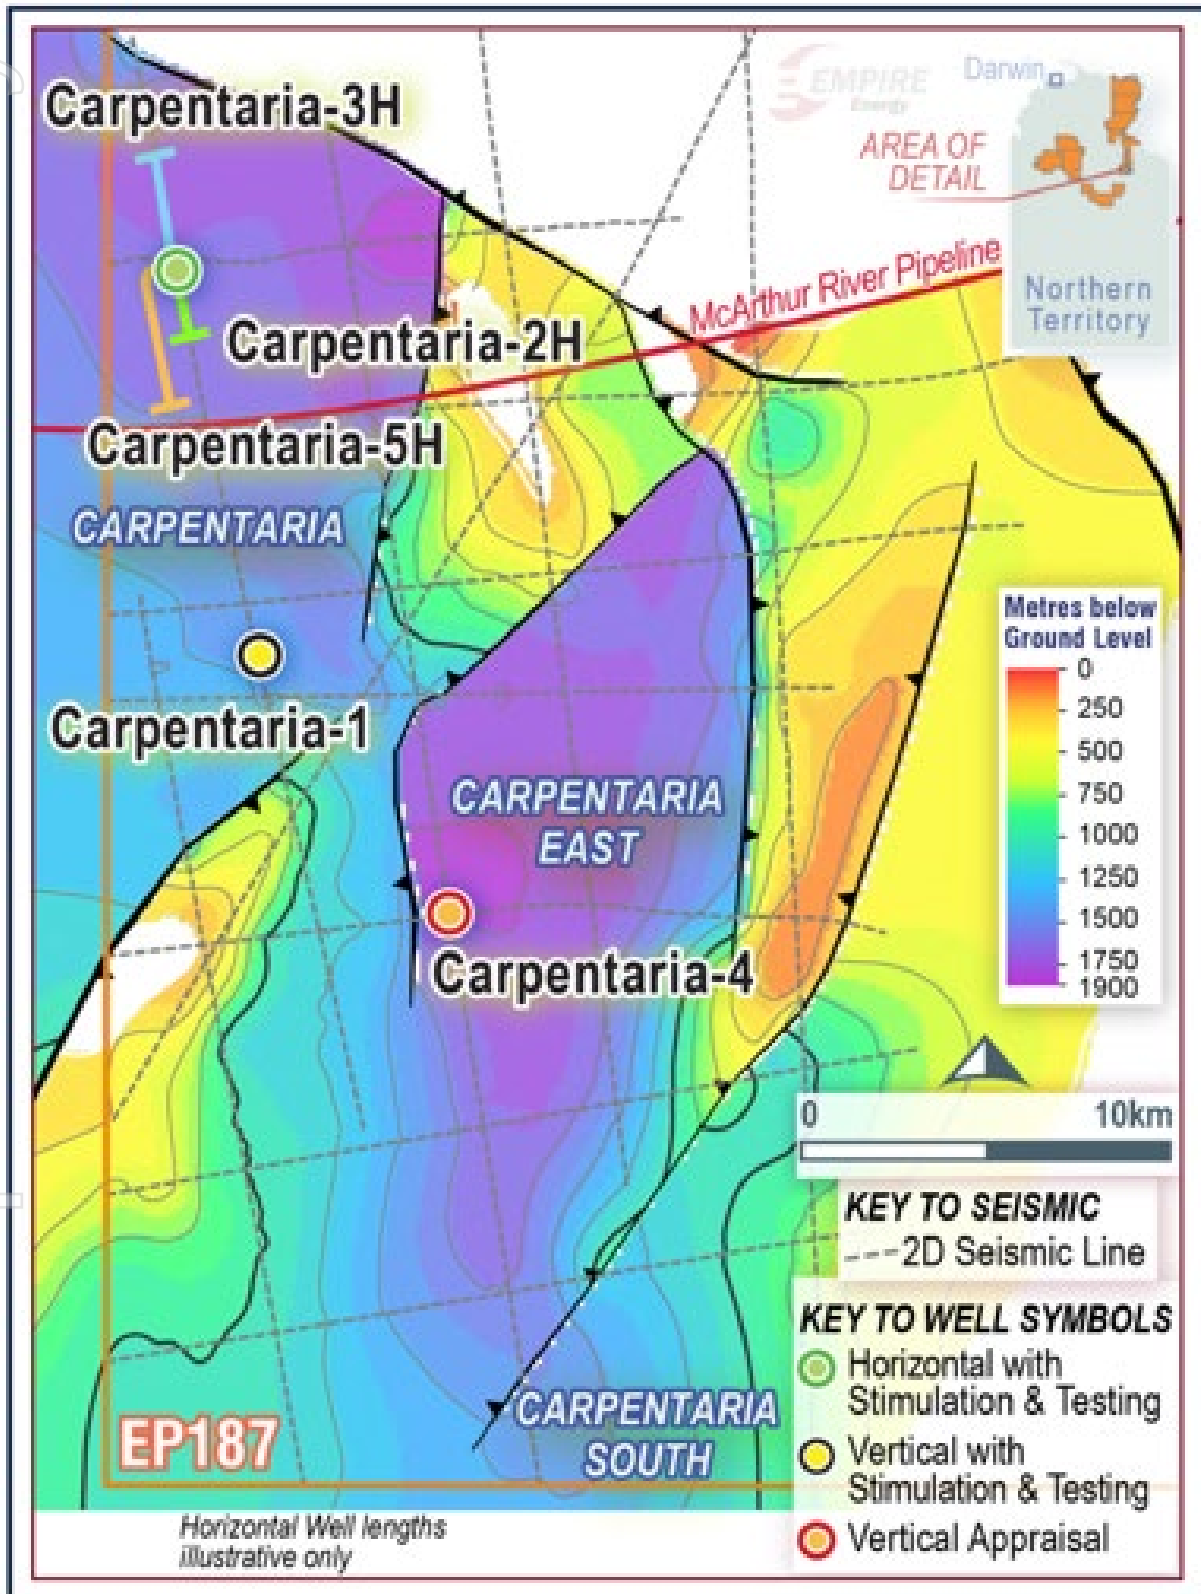 Carpentaria-3H
EMPIRE
Energy
Darwin
AREA OF
DETAIL
McArthur River Pipeline
Northern
Territory
Carpentaria-2H
Carpentaria-5H
CARPENTARIA
Metres below
Ground Level
0
250
500
750
1000
1250
1500
1750
1900
Carpentaria-1
CARPENTARIA
EAST
Carpentaria-4
0 10km
KEY TO SEISMIC
2D Seismic Line
KEY TO WELL SYMBOLS
Horizontal with
Stimulation & Testing
Vertical with
Stimulation & Testing
Vertical Appraisal
CARPENTARIA
SOUTH
EP187
Horizontal Well lengths
illustrative only